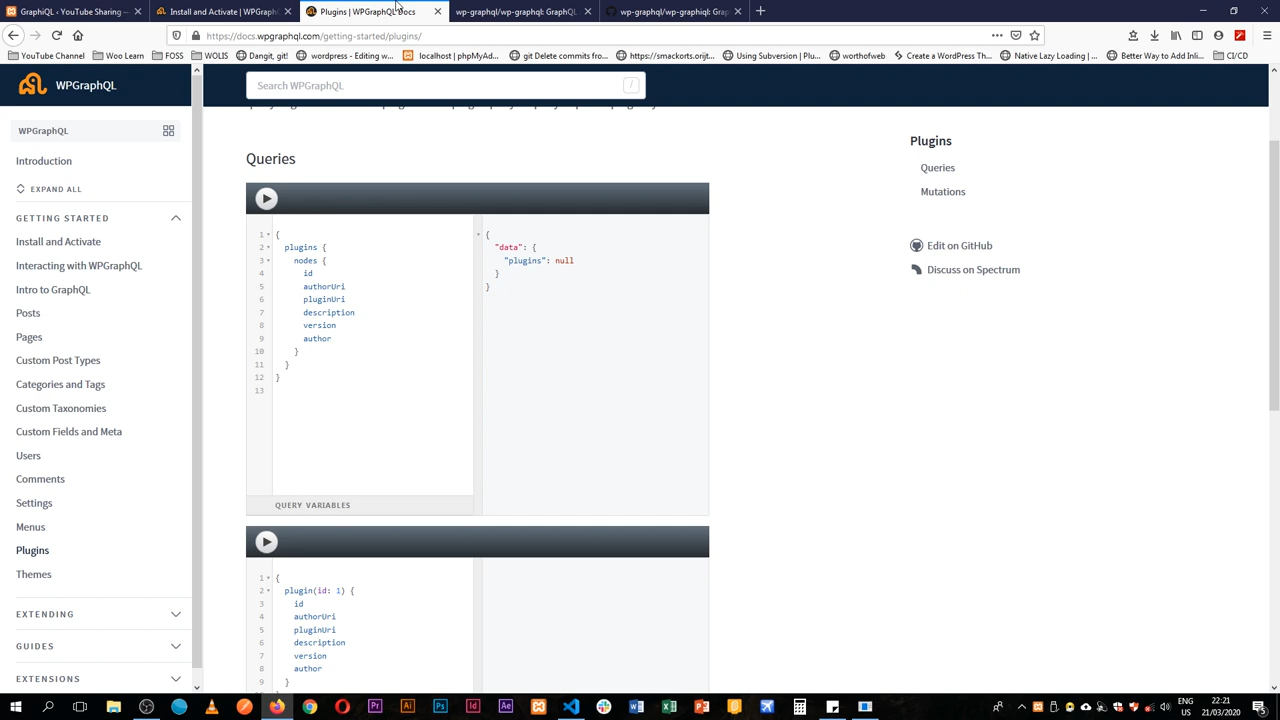 GraphiQL - YouTube Sharing —
Install and Activate | WPGraphQL
Plugins | WPGraphQL Docs
wp-graphql/wp-graphql: GraphQL
wp-graphql/wp-graphiql: Grap
https://docs.wpgraphql.com/getting-started/plugins/
YouTube Channel
Woo Learn
FOSS
WOLIS
Dangit, git!
wordpress - Editing w...
localhost | phpMyAd...
git Delete commits fro...
https://smackorts.orijt...
Using Subversion | Plu...
worthofweb
Create a WordPress Th...
Native Lazy Loading | ...
Better Way to Add Inli...
CI/CD
WPGraphQL
Search WPGraphQL
/
WPGraphQL
Introduction
EXPAND ALL
GETTING STARTED
Install and Activate
Interacting with WPGraphQL
Intro to GraphQL
Posts
Pages
Custom Post Types
Categories and Tags
Custom Taxonomies
Custom Fields and Meta
Users
Comments
Settings
Menus
Plugins
Themes
EXTENDING
GUIDES
EXTENSIONS
Queries
1 {
2 plugins {
3 nodes {
4 id
5 authorUri
6 pluginUri
7 description
8 version
9 author
10 }
11 }
12 }
13
{
"data": {
"plugins": null
}
}
QUERY VARIABLES
1 {
2 plugin(id: 1) {
3 id
4 authorUri
5 pluginUri
6 description
7 version
8 author
9 }
Plugins
Queries
Mutations
Edit on GitHub
Discuss on Spectrum
ENG
US
22:21
21/03/2020